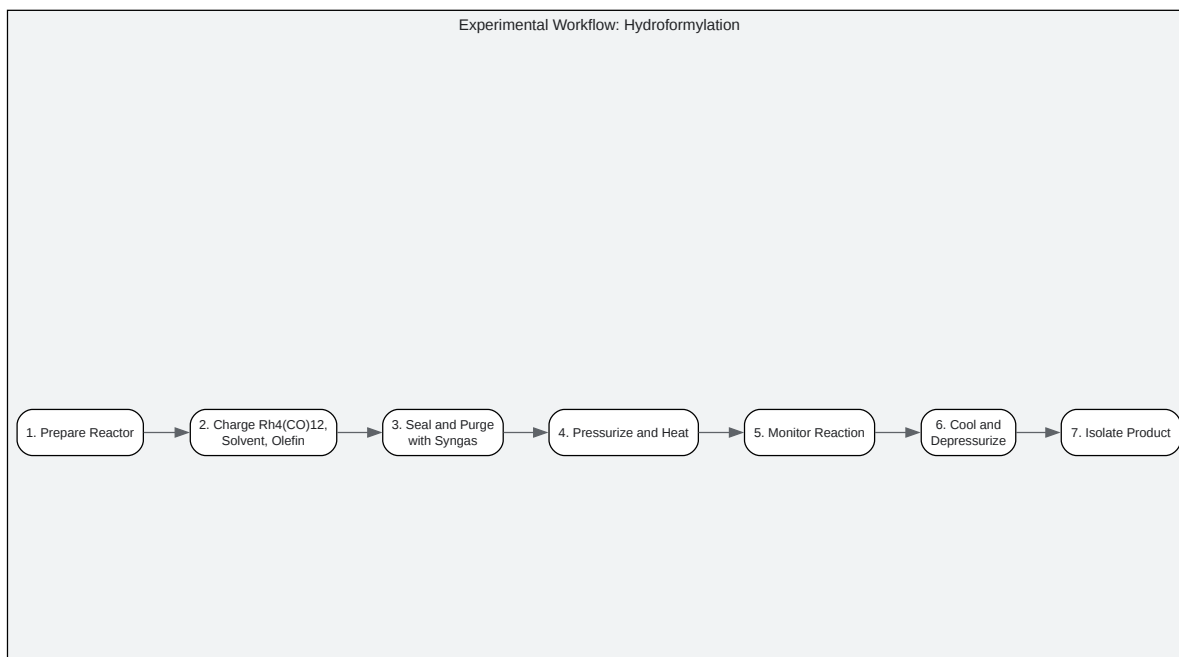 Experimental Workflow: Hydroformylation
1. Prepare Reactor
2. Charge Rh4(CO)12,
Solvent, Olefin
3. Seal and Purge
with Syngas
4. Pressurize and Heat
5. Monitor Reaction
6. Cool and
Depressurize
7. Isolate Product